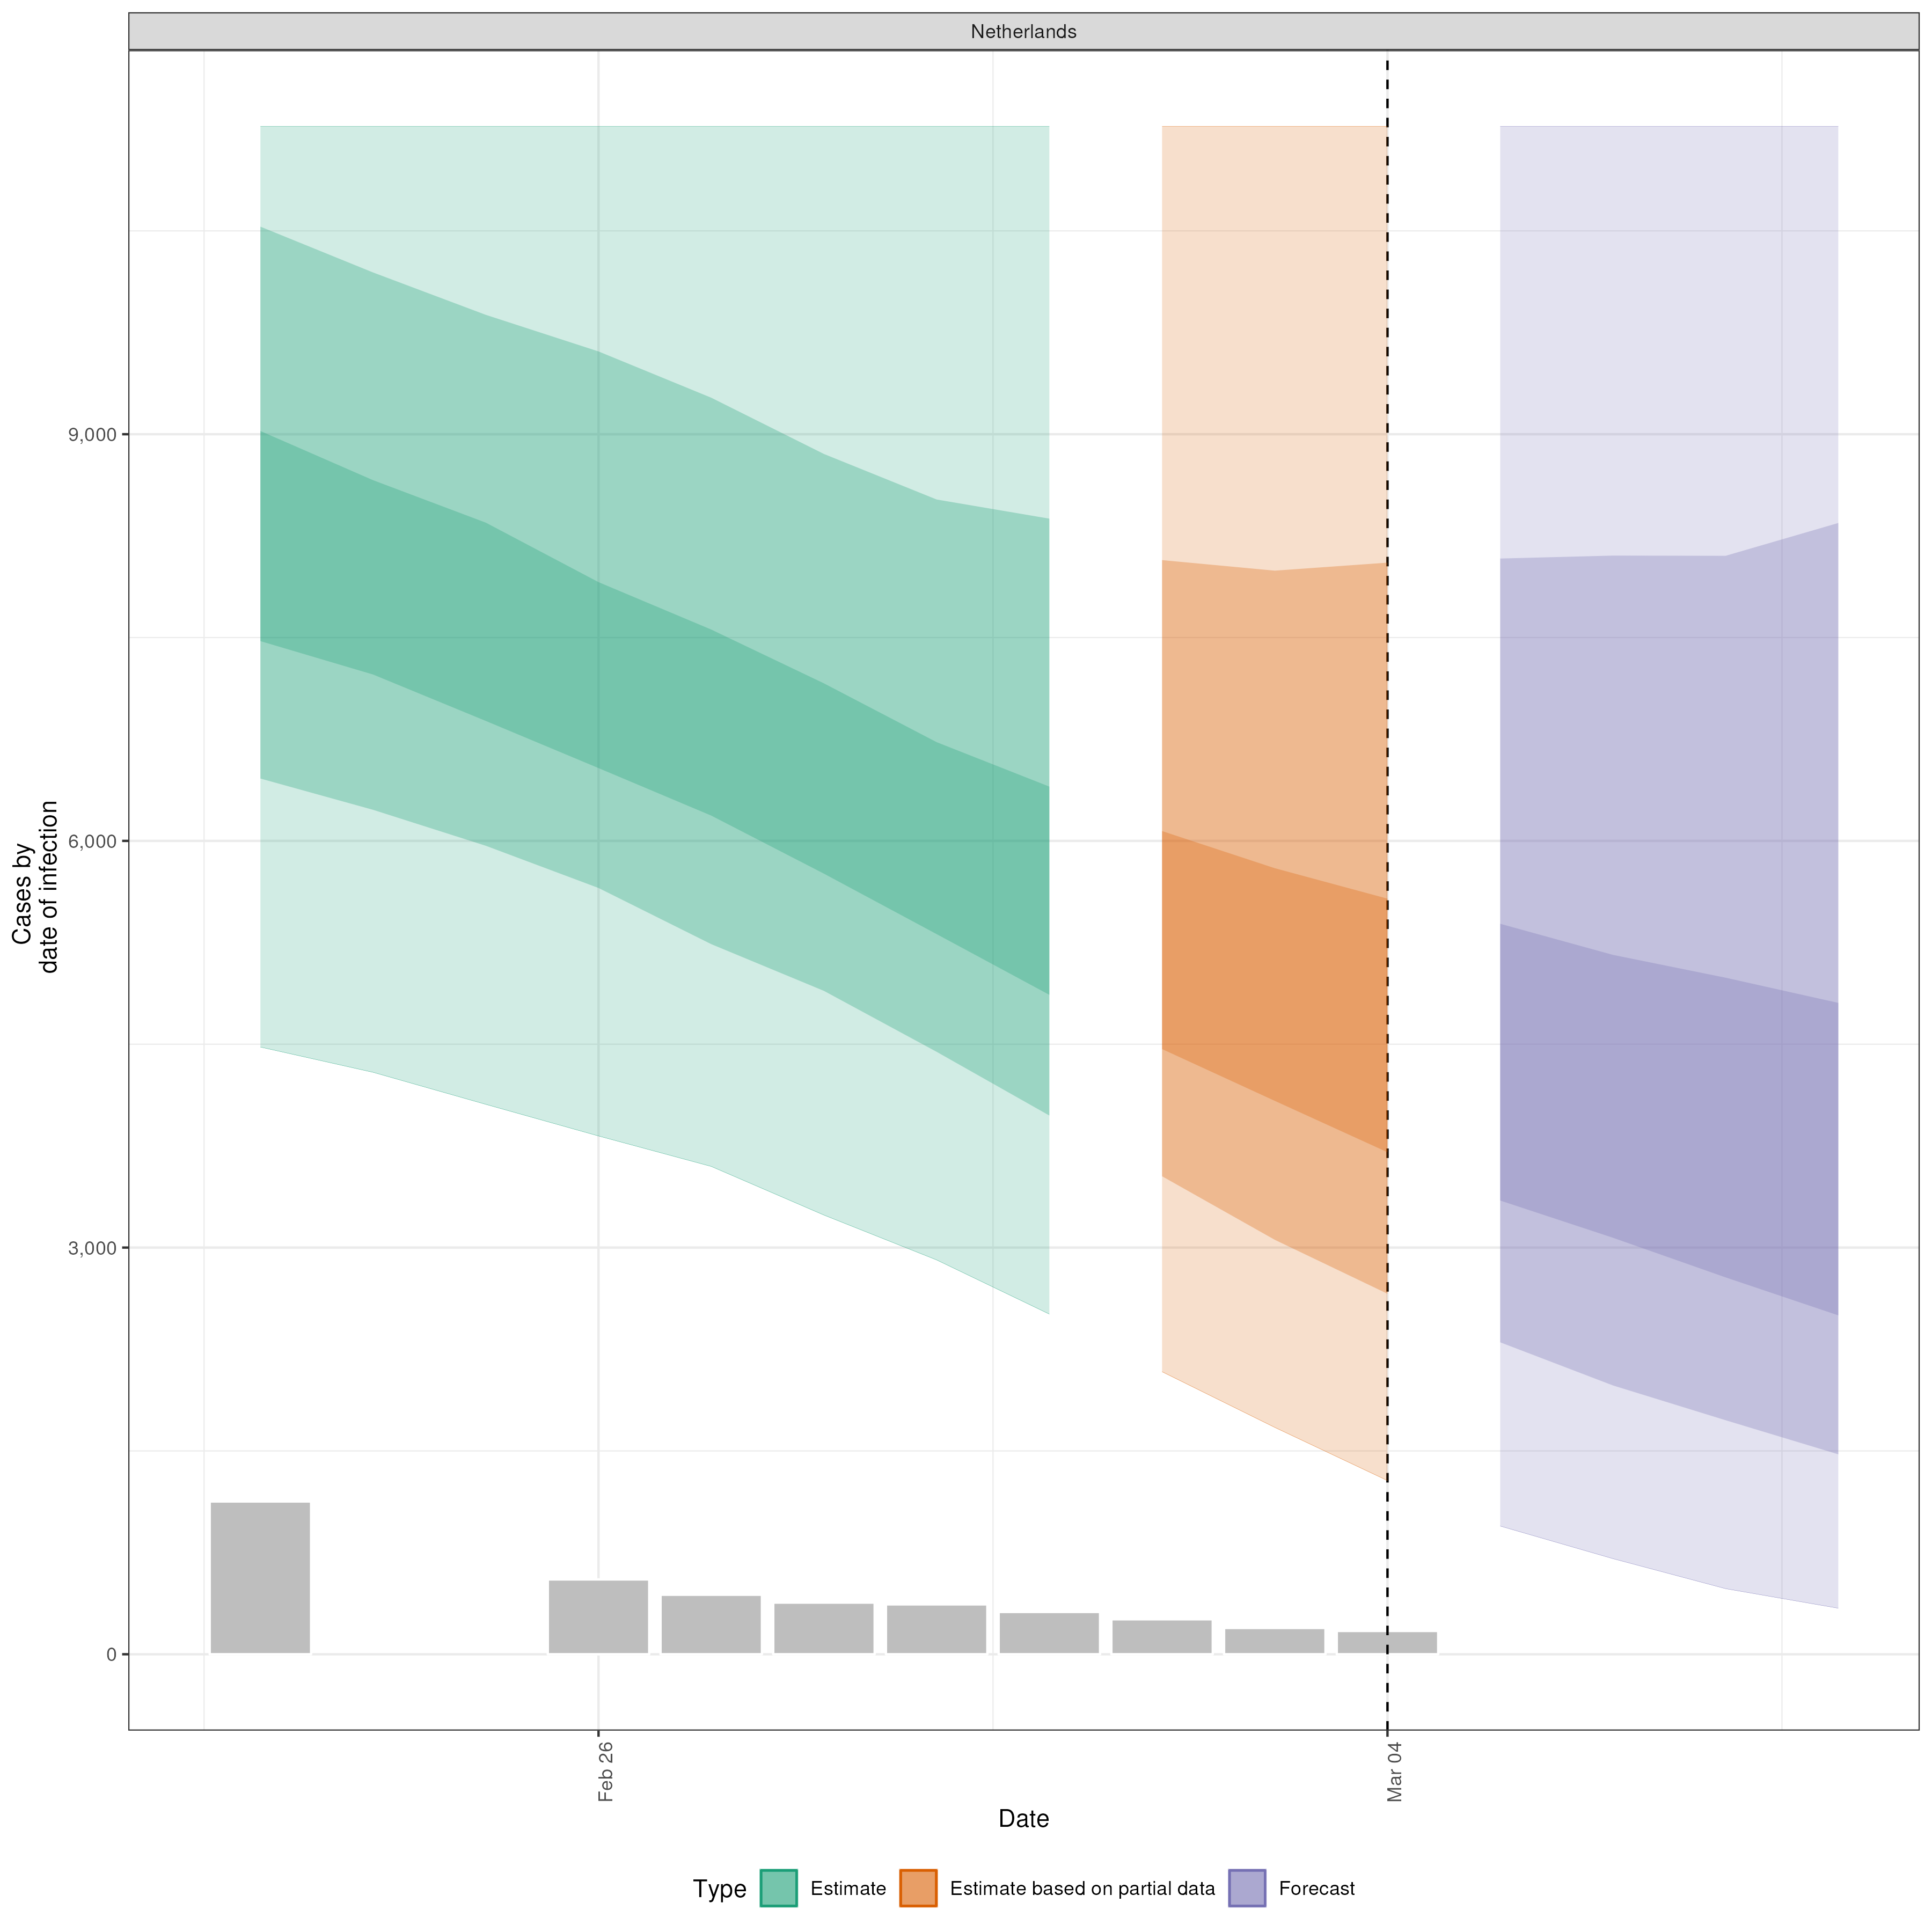 Netherlands
9,000
6,000
3,000
0
Cases by
date of infection
Feb 26
Mar 04
Date
Type
Estimate
Estimate based on partial data
Forecast